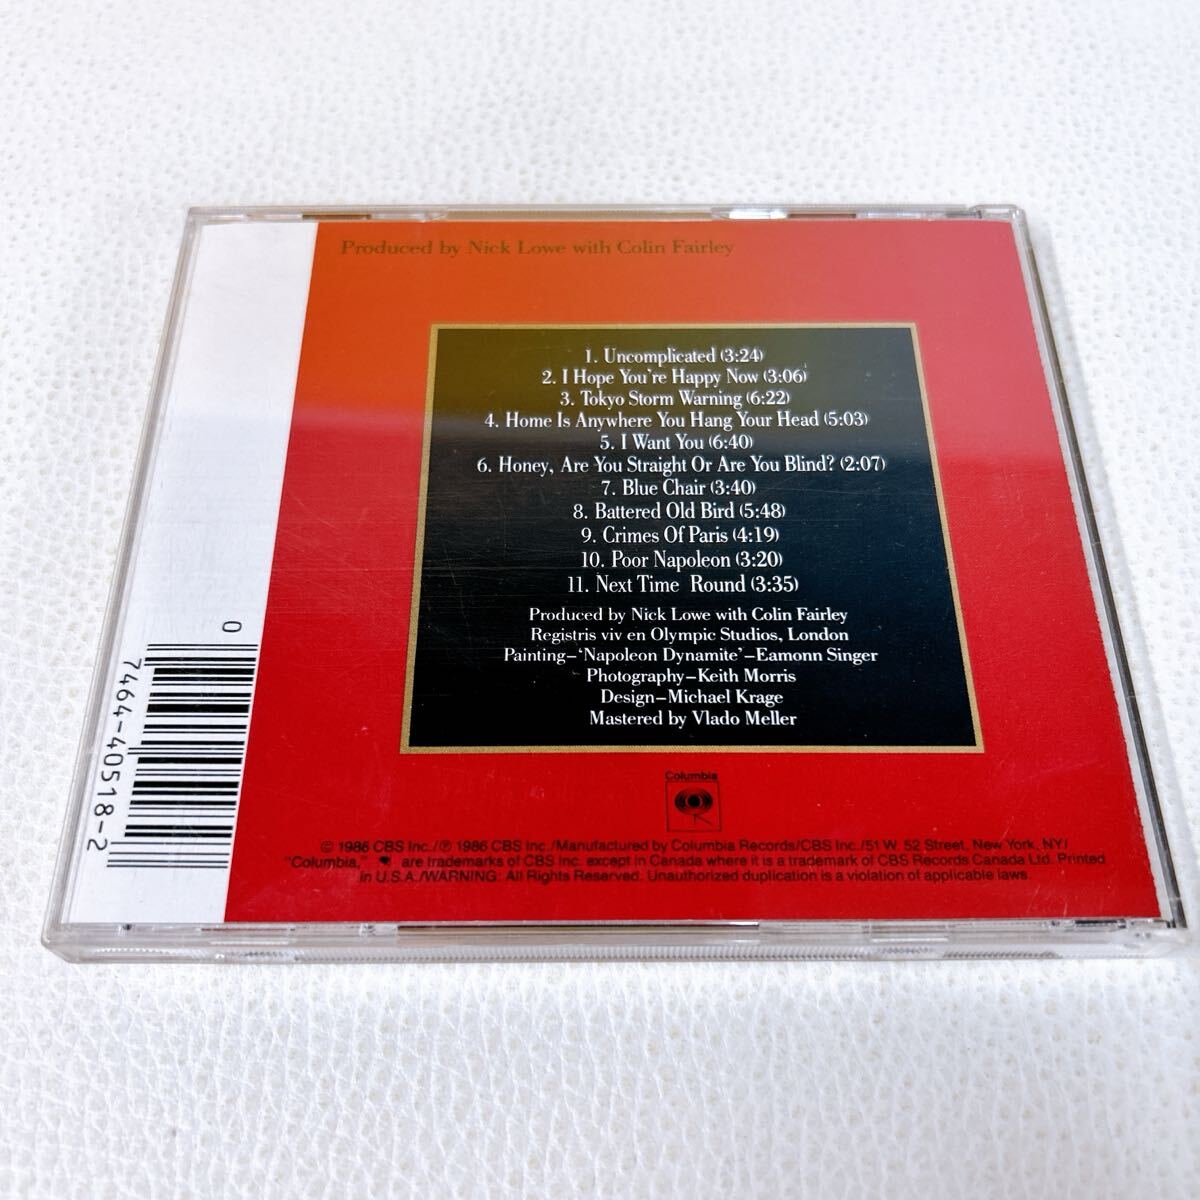 Produced by Nick Lowe with Colin Fairley
1. Uncomplicated (3:24)
2. I Hope You're Happy Now (3:06)
3. Tokyo Storm Warning (6:22)
4. Home Is Anywhere You Hang Your Head (5:03)
5. I Want You (6:40)
6. Honey, Are You Straight Or Are You Blind? (2:07)
7. Blue Chair (3:40)
8. Battered Old Bird (5:48)
9. Crimes Of Paris (4:19)
10. Poor Napoleon (3:20)
11. Next Time Round (3:35)
Produced by Nick Lowe with Colin Fairley
Registris viv en Olympic Studios, London
Painting–‘Napoleon Dynamite’–Eamonn Singer
Photography–Keith Morris
Design–Michael Krage
Mastered by Vlado Meller
Columbia
© 1986 CBS Inc./℗ 1986 CBS Inc./Manufactured by Columbia Records/CBS Inc./51 W. 52 Street, New York, NY/
"Columbia," are trademarks of CBS Inc. except in Canada where it is a trademark of CBS Records Canada Ltd. Printed
in U.S.A./WARNING: All Rights Reserved. Unauthorized duplication is a violation of applicable laws.
0
7464-40518-2